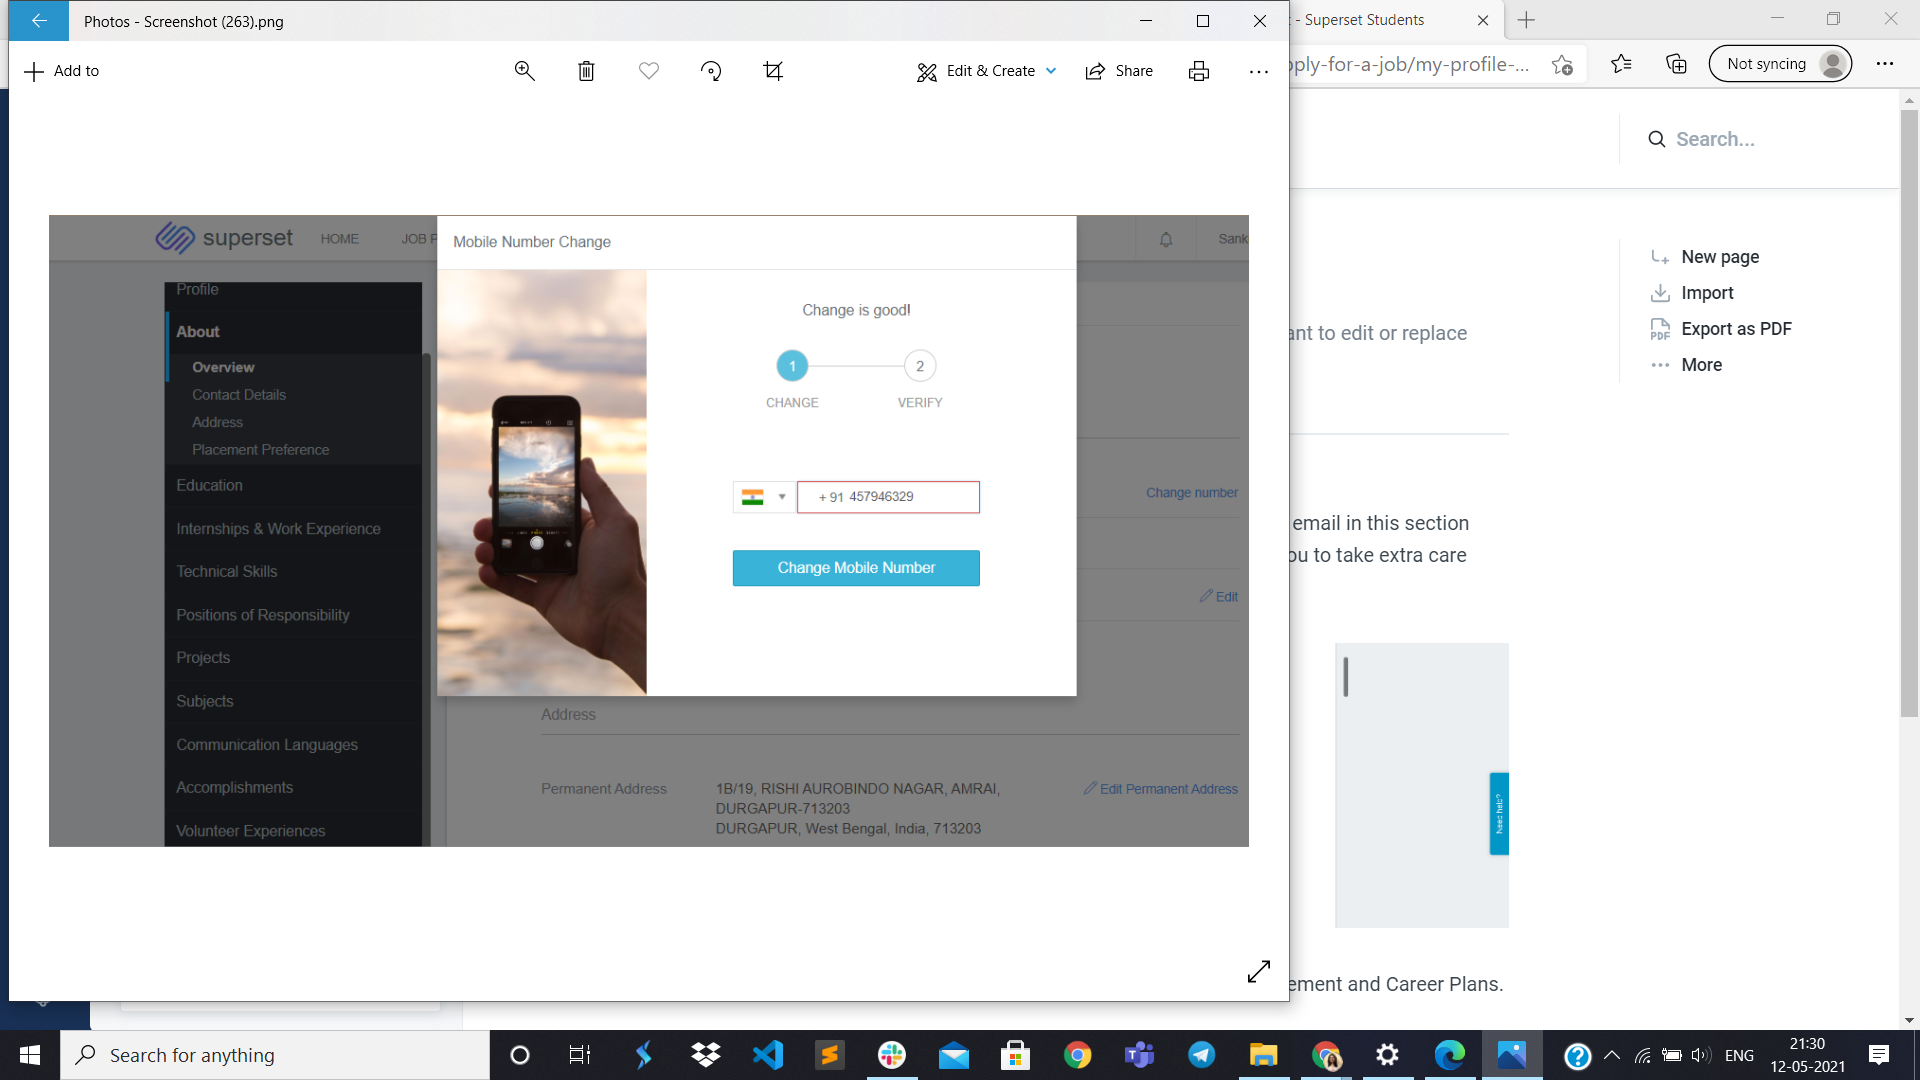 Photos - Screenshot (263).png
Add to
Edit & Create
Share
- Superset Students
ply-for-a-job/my-profile-...
Not syncing
Search...
New page
Import
Export as PDF
More
ant to edit or replace
email in this section
ou to take extra care
Need help?
ement and Career Plans.
superset
HOME
JOB P
Sank
Profile
About
Overview
Contact Details
Address
Placement Preference
Education
Internships & Work Experience
Technical Skills
Positions of Responsibility
Projects
Subjects
Communication Languages
Accomplishments
Volunteer Experiences
Mobile Number Change
Change is good!
1
2
CHANGE
VERIFY
+ 91 457946329
Change Mobile Number
Change number
Edit
Address
Permanent Address
1B/19, RISHI AUROBINDO NAGAR, AMRAI,
DURGAPUR-713203
DURGAPUR, West Bengal, India, 713203
Edit Permanent Address
Search for anything
ENG
21:30
12-05-2021